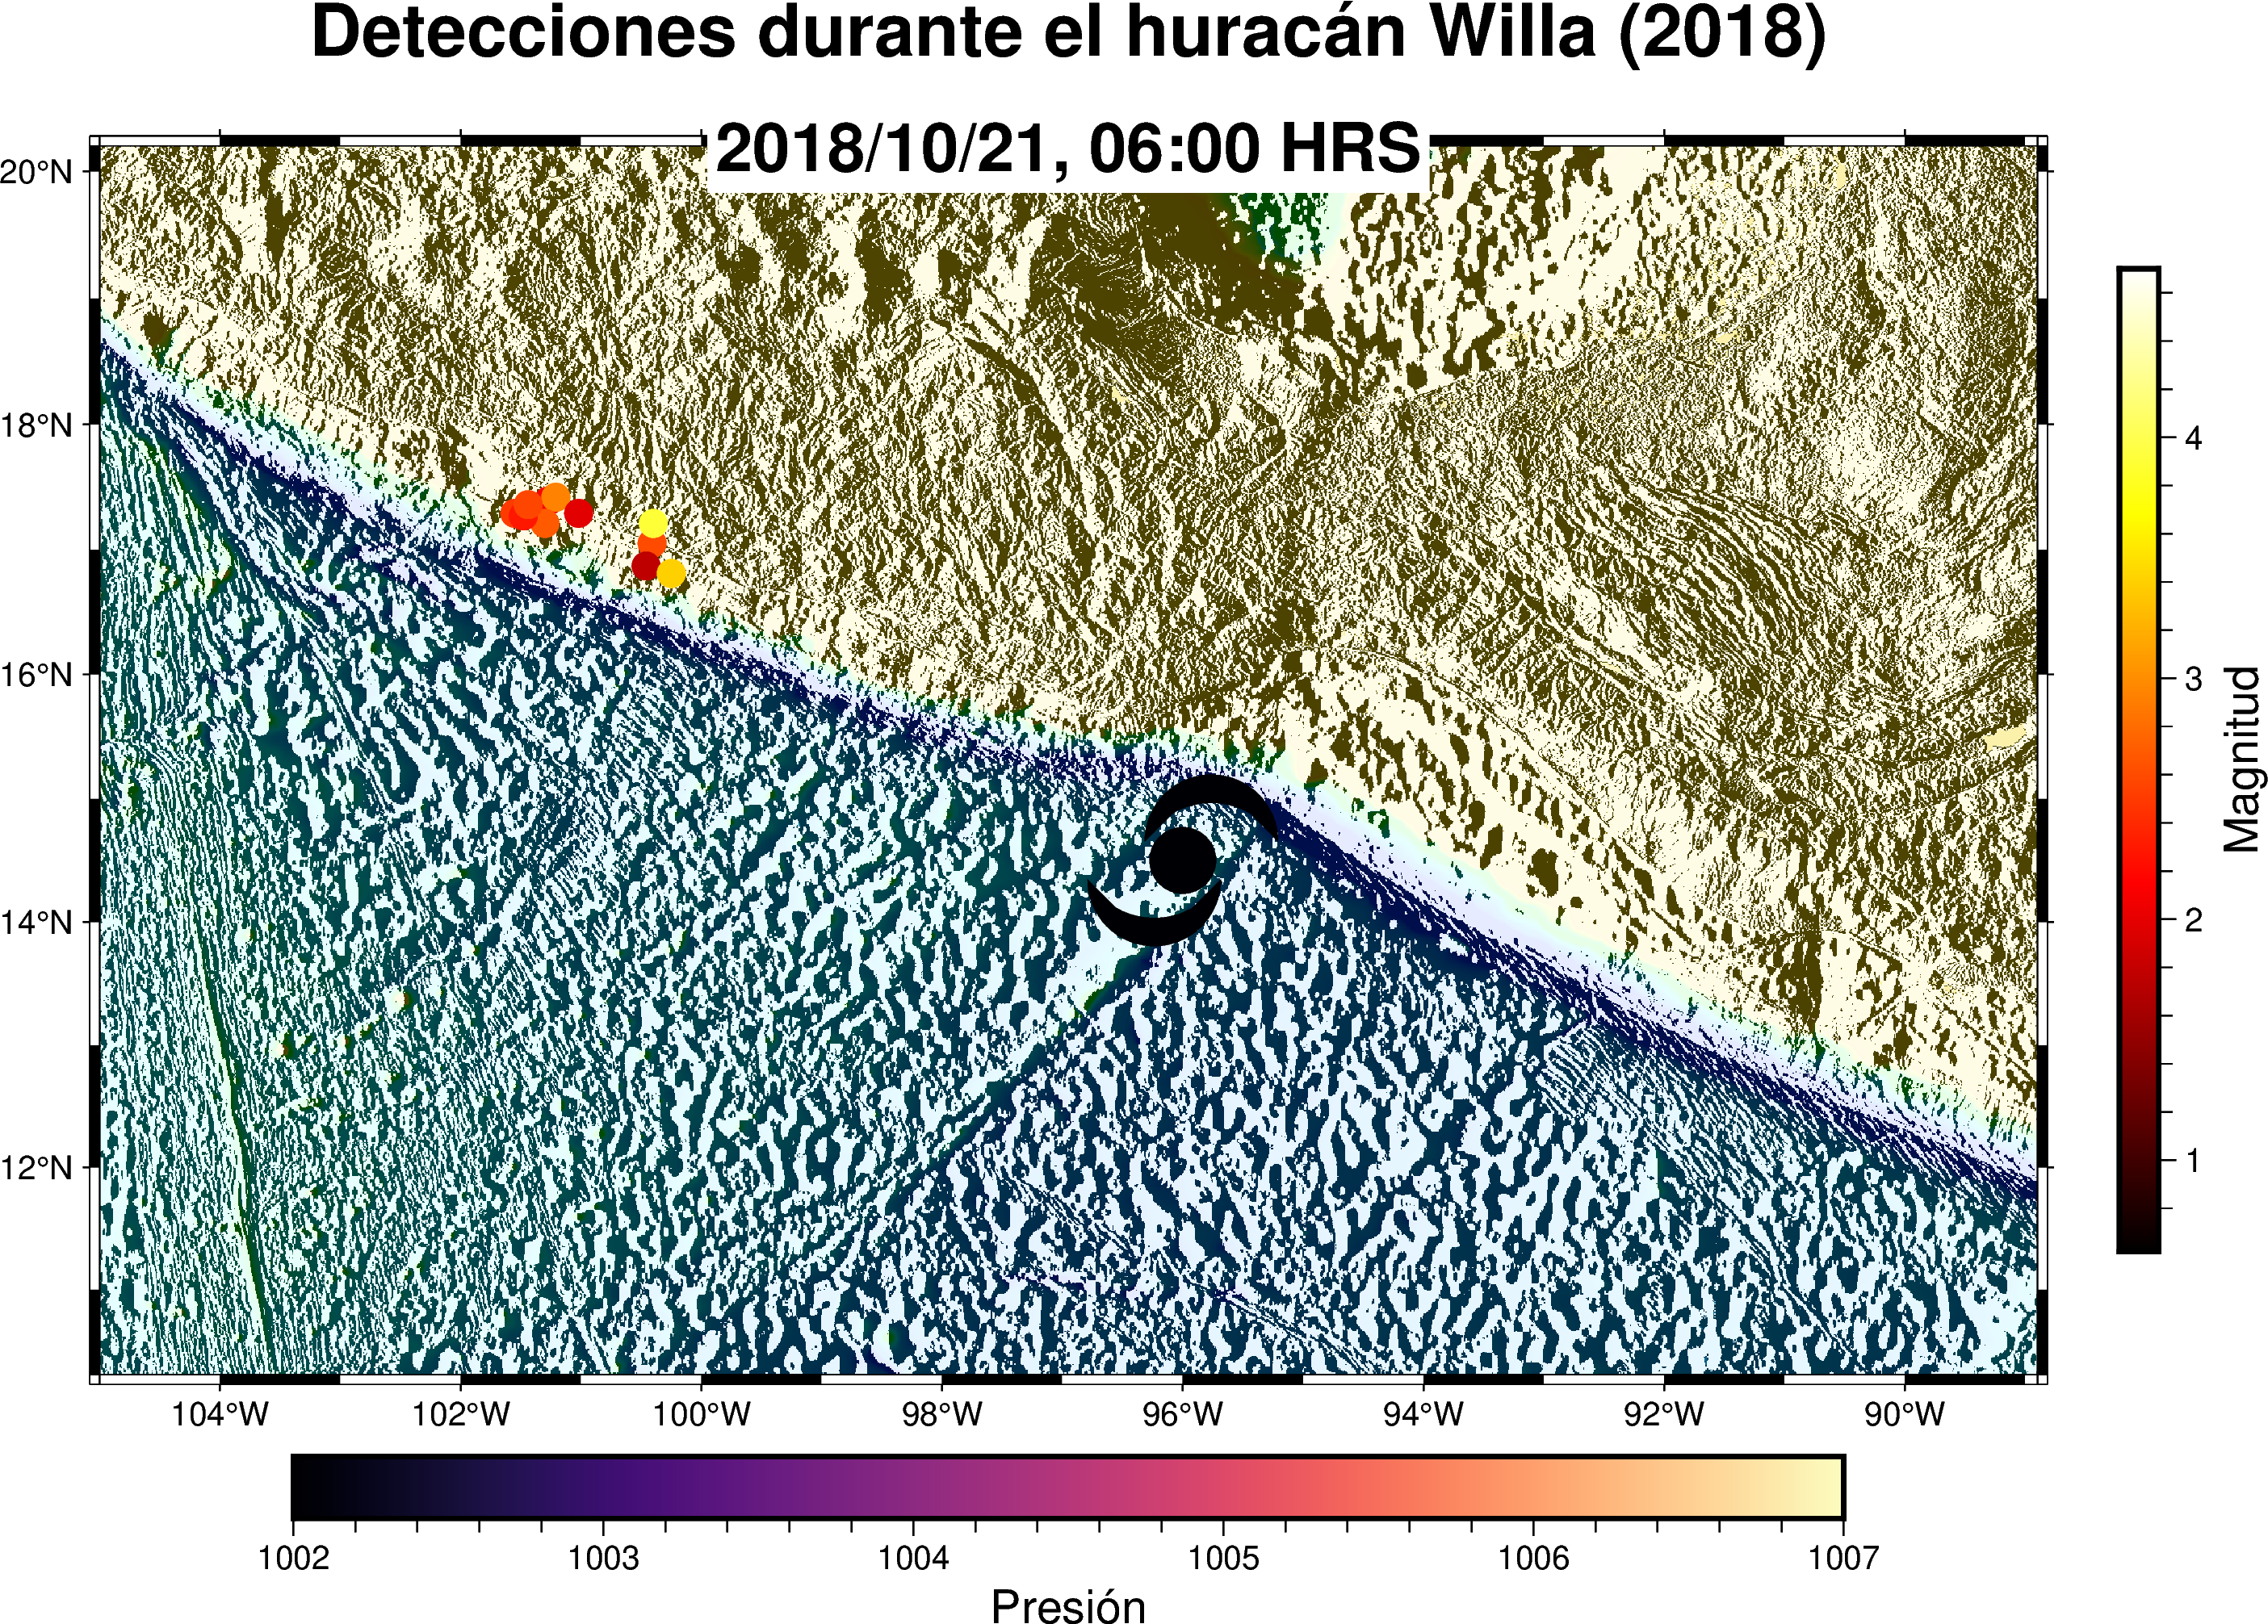 Detecciones durante el huracán Willa (2018)
2018/10/21, 06:00 HRS
20°N
18°N
16°N
14°N
12°N
104°W 102°W 100°W 98°W 96°W 94°W 92°W 90°W
4
3
2
1
Magnitud
1002 1003 1004 1005 1006 1007
Presión